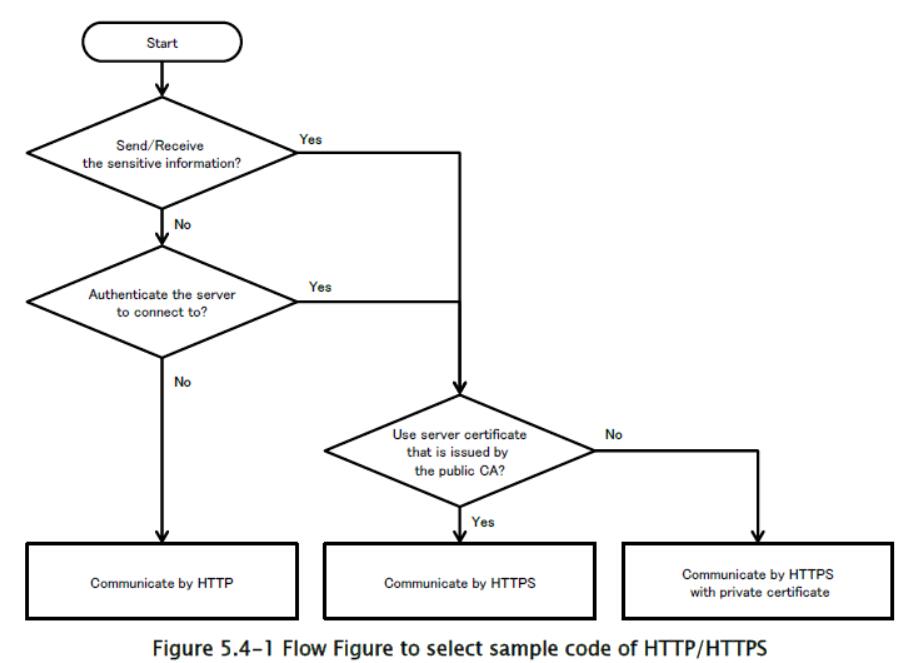 Start
Send/Receive
the sensitive information?
Yes
No
Authenticate the server
to connect to?
Yes
No
Use server certificate
that is issued by
the public CA?
No
Yes
Communicate by HTTP
Communicate by HTTPS
Communicate by HTTPS
with private certificate
Figure 5.4-1 Flow Figure to select sample code of HTTP/HTTPS